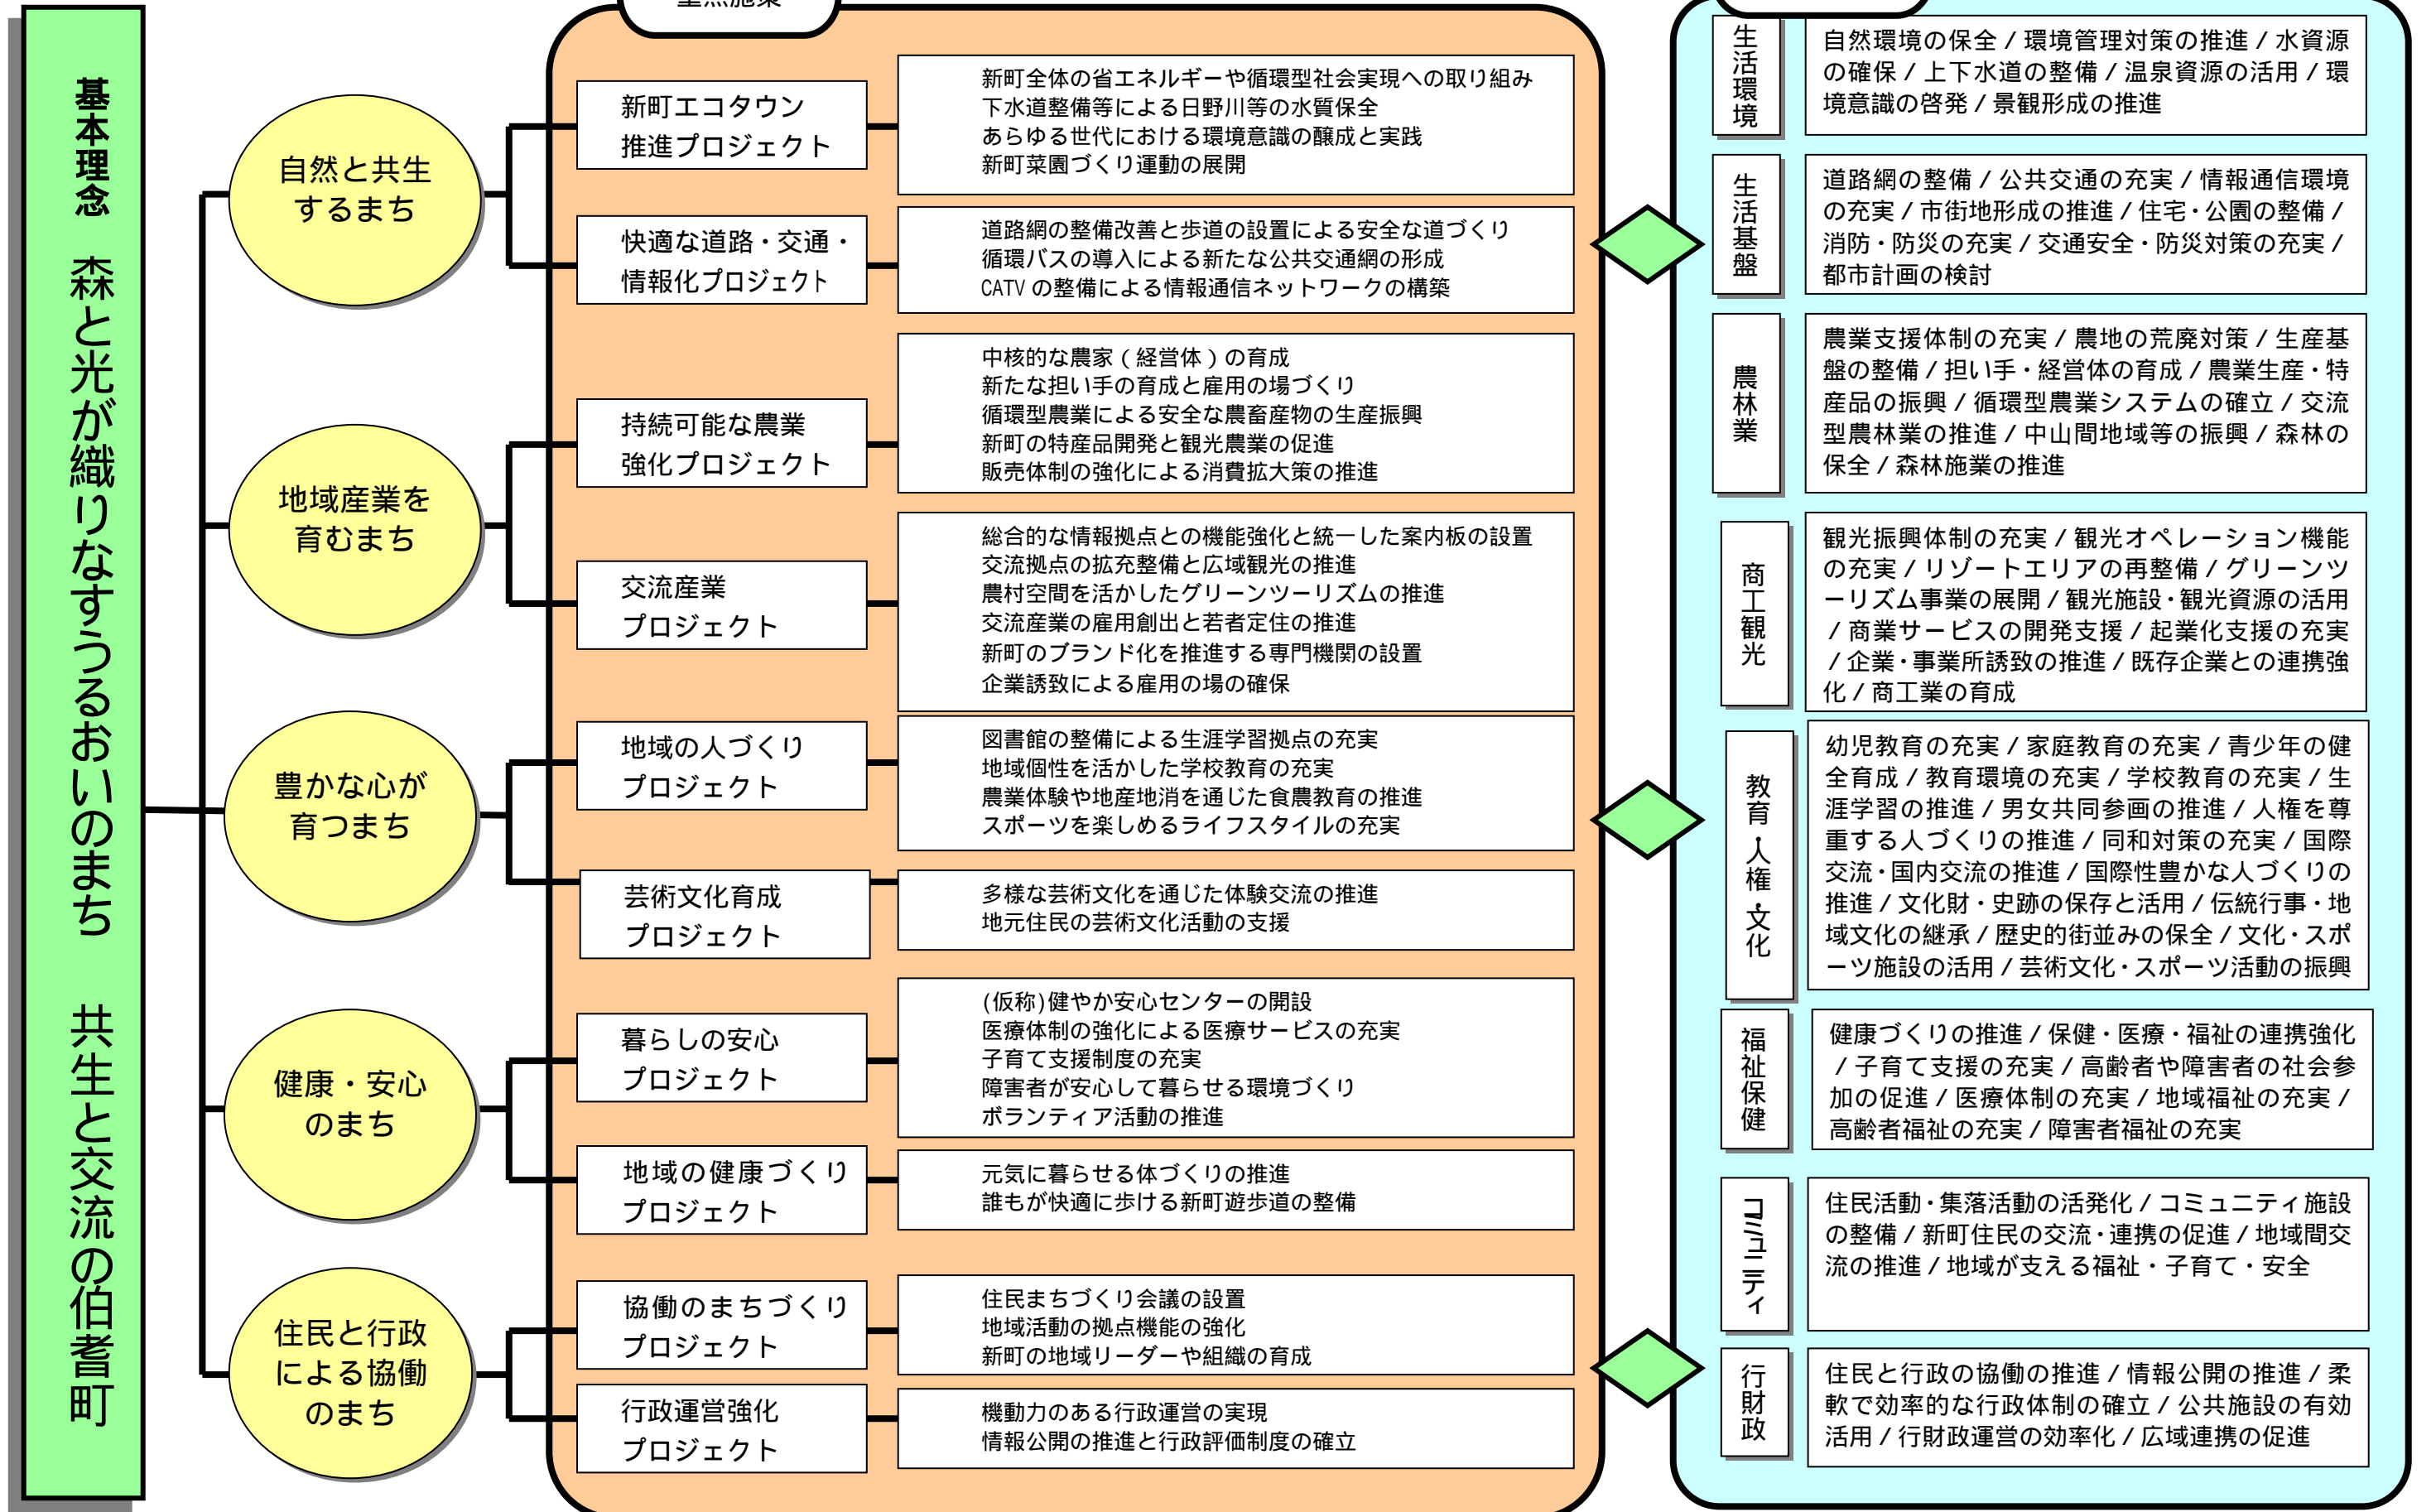 基本理念　森と光が織りなすうるおいのまち　共生と交流の伯耆町
自然と共生
するまち
地域産業を
育むまち
豊かな心が
育つまち
健康・安心
のまち
住民と行政
による協働
のまち
新町エコタウン
推進プロジェクト
新町全体の省エネルギーや循環型社会実現への取り組み
下水道整備等による日野川等の水質保全
あらゆる世代における環境意識の醸成と実践
新町菜園づくり運動の展開
快適な道路・交通・
情報化プロジェクト
道路網の整備改善と歩道の設置による安全な道づくり
循環バスの導入による新たな公共交通網の形成
CATVの整備による情報通信ネットワークの構築
持続可能な農業
強化プロジェクト
中核的な農家(経営体)の育成
新たな担い手の育成と雇用の場づくり
循環型農業による安全な農畜産物の生産振興
新町の特産品開発と観光農業の促進
販売体制の強化による消費拡大策の推進
交流産業
プロジェクト
総合的な情報拠点との機能強化と統一した案内板の設置
交流拠点の拡充整備と広域観光の推進
農村空間を活かしたグリーンツーリズムの推進
交流産業の雇用創出と若者定住の推進
新町のブランド化を推進する専門機関の設置
企業誘致による雇用の場の確保
地域の人づくり
プロジェクト
図書館の整備による生涯学習拠点の充実
地域個性を活かした学校教育の充実
農業体験や地産地消を通じた食農教育の推進
スポーツを楽しめるライフスタイルの充実
芸術文化育成
プロジェクト
多様な芸術文化を通じた体験交流の推進
地元住民の芸術文化活動の支援
暮らしの安心
プロジェクト
(仮称)健やか安心センターの開設
医療体制の強化による医療サービスの充実
子育て支援制度の充実
障害者が安心して暮らせる環境づくり
ボランティア活動の推進
地域の健康づくり
プロジェクト
元気に暮らせる体づくりの推進
誰もが快適に歩ける新町遊歩道の整備
協働のまちづくり
プロジェクト
住民まちづくり会議の設置
地域活動の拠点機能の強化
新町の地域リーダーや組織の育成
行政運営強化
プロジェクト
機動力のある行政運営の実現
情報公開の推進と行政評価制度の確立
生活環境
自然環境の保全/環境管理対策の推進/水資源
の確保/上下水道の整備/温泉資源の活用/環
境意識の啓発/景観形成の推進
生活基盤
道路網の整備/公共交通の充実/情報通信環境
の充実/市街地形成の推進/住宅・公園の整備/
消防・防災の充実/交通安全・防災対策の充実/
都市計画の検討
農林業
農業支援体制の充実/農地の荒廃対策/生産基
盤の整備/担い手・経営体の育成/農業生産・特
産品の振興/循環型農業システムの確立/交流
型農林業の推進/中山間地域等の振興/森林の
保全/森林施業の推進
商工観光
観光振興体制の充実/観光オペレーション機能
の充実/リゾートエリアの再整備/グリーンツ
ーリズム事業の展開/観光施設・観光資源の活用
/商業サービスの開発支援/起業化支援の充実
/企業・事業所誘致の推進/既存企業との連携強
化/商工業の育成
教育・人権・文化
幼児教育の充実/家庭教育の充実/青少年の健
全育成/教育環境の充実/学校教育の充実/生
涯学習の推進/男女共同参画の推進/人権を尊
重する人づくりの推進/同和対策の充実/国際
交流・国内交流の推進/国際性豊かな人づくりの
推進/文化財・史跡の保存と活用/伝統行事・地
域文化の継承/歴史的街並みの保全/文化・スポ
ーツ施設の活用/芸術文化・スポーツ活動の振興
福祉保健
健康づくりの推進/保健・医療・福祉の連携強化
/子育て支援の充実/高齢者や障害者の社会参
加の促進/医療体制の充実/地域福祉の充実/
高齢者福祉の充実/障害者福祉の充実
コミュニティ
住民活動・集落活動の活発化/コミュニティ施設
の整備/新町住民の交流・連携の促進/地域間交
流の推進/地域が支える福祉・子育て・安全
行財政
住民と行政の協働の推進/情報公開の推進/柔
軟で効率的な行政体制の確立/公共施設の有効
活用/行財政運営の効率化/広域連携の促進